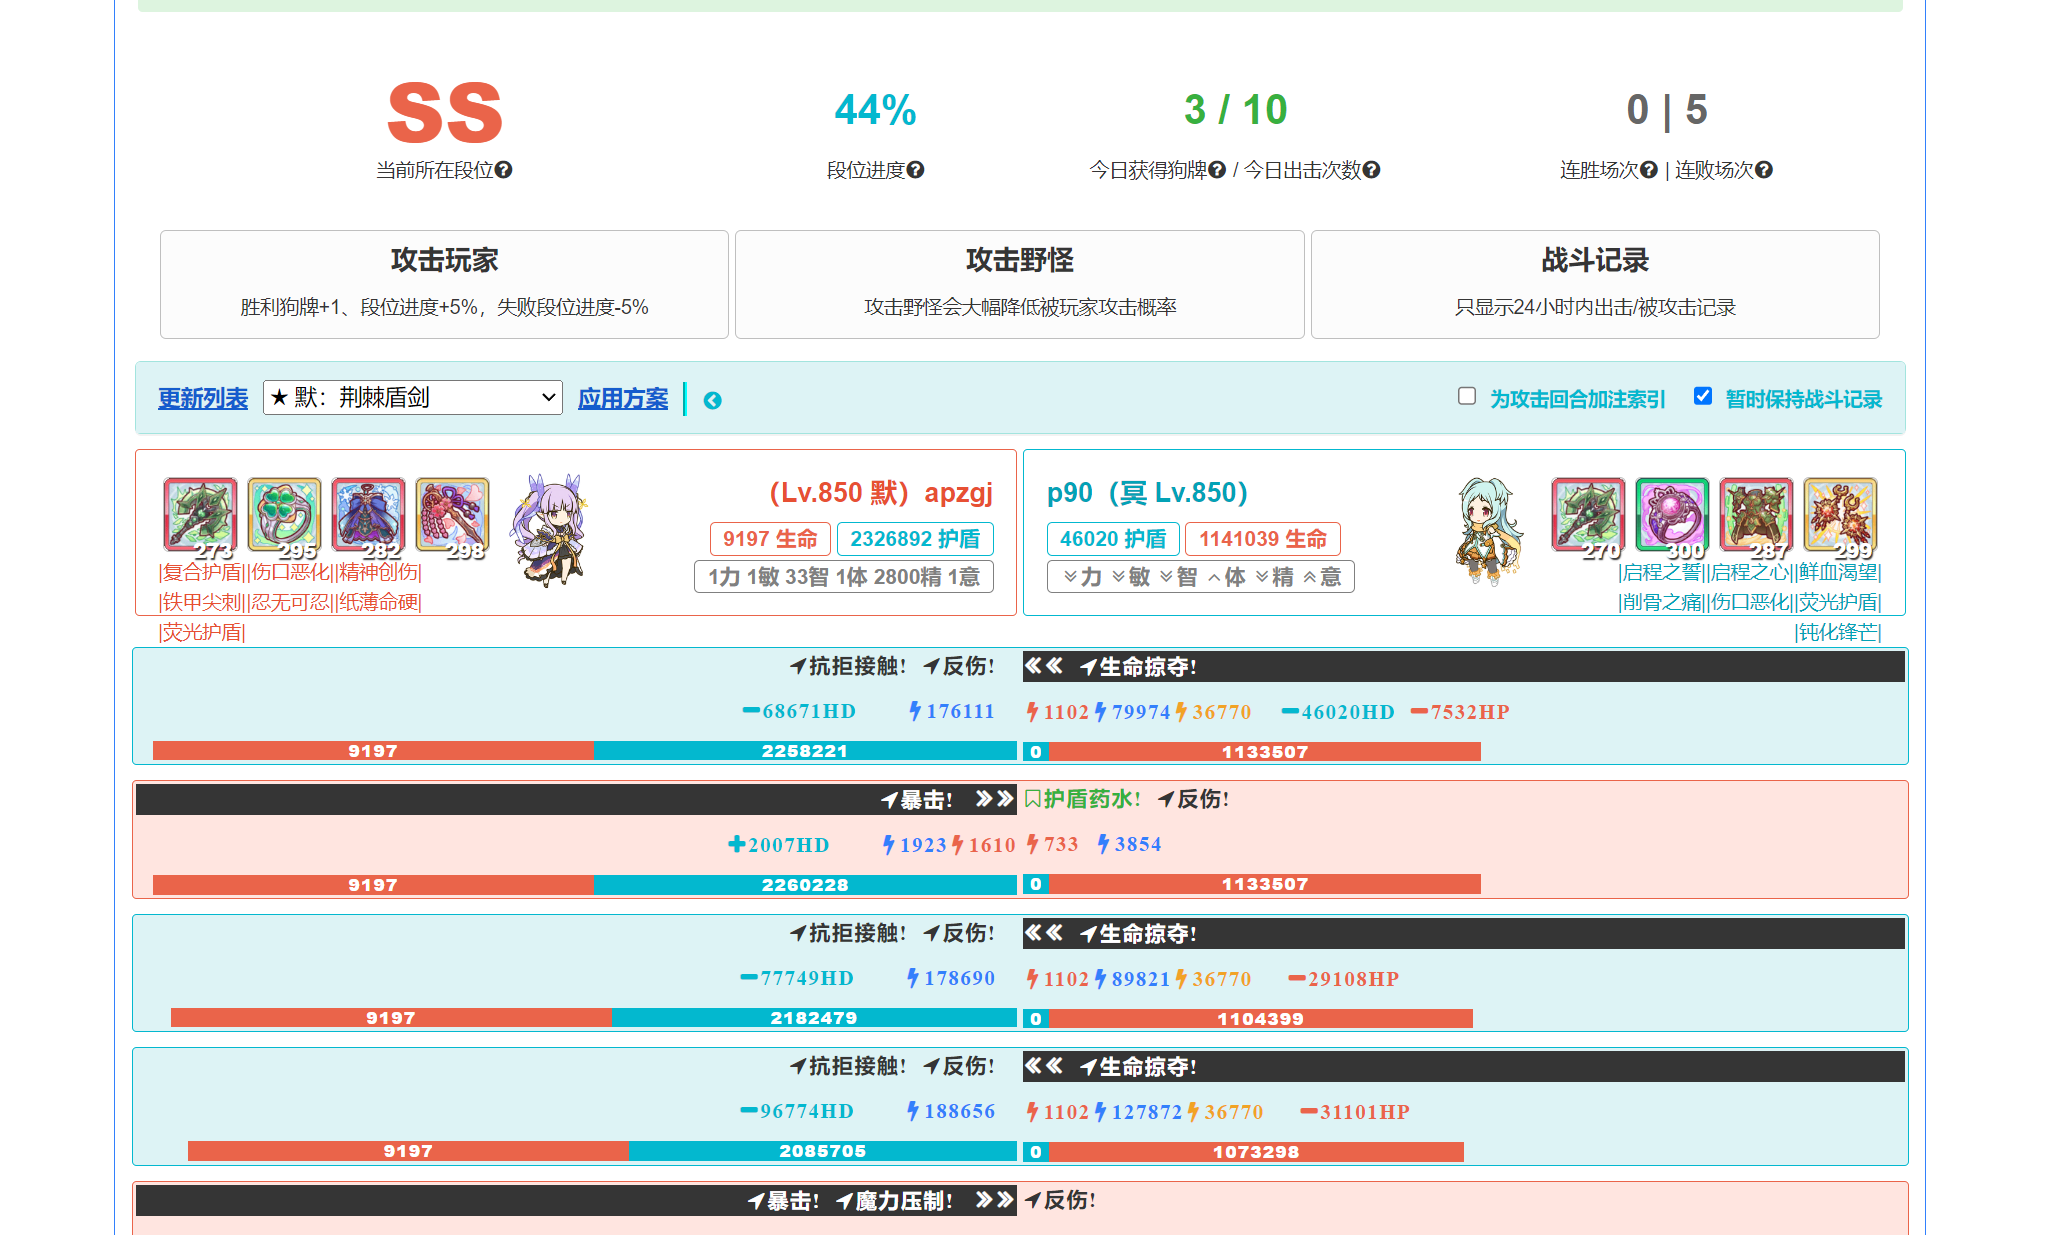 SS
当前所在段位
44%
段位进度
3 / 10
今日获得狗牌 / 今日出击次数
0 | 5
连胜场次 | 连败场次
攻击玩家
胜利狗牌+1、段位进度+5%，失败段位进度-5%
攻击野怪
攻击野怪会大幅降低被玩家攻击概率
战斗记录
只显示24小时内出击/被攻击记录
更新列表 ★ 默：荆棘盾剑 应用方案 为攻击回合加注索引 暂时保持战斗记录
273 295 282 298
|复合护盾||伤口恶化||精神创伤|
|铁甲尖刺||忍无可忍||纸薄命硬|
|荧光护盾|
（Lv.850 默）apzgj
9197 生命 2326892 护盾
1力 1敏 33智 1体 2800精 1意
p90（冥 Lv.850）
46020 护盾 1141039 生命
力 敏 智 体 精 意
270 300 287 299
|启程之誓||启程之心||鲜血渴望|
|削骨之痛||伤口恶化||荧光护盾|
|钝化锋芒|
抗拒接触! 反伤! 生命掠夺!
68671HD 176111 1102 79974 36770 46020HD 7532HP
9197 2258221 0 1133507
暴击! 护盾药水! 反伤!
2007HD 1923 1610 733 3854
9197 2260228 0 1133507
抗拒接触! 反伤! 生命掠夺!
77749HD 178690 1102 89821 36770 29108HP
9197 2182479 0 1104399
抗拒接触! 反伤! 生命掠夺!
96774HD 188656 1102 127872 36770 31101HP
9197 2085705 0 1073298
暴击! 魔力压制! 反伤!